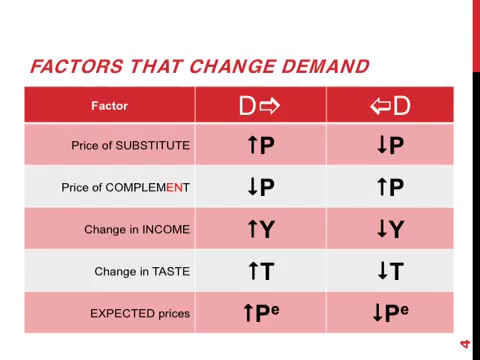 FACTORS THAT CHANGE DEMAND
Factor D⇨ ⇦D
Price of SUBSTITUTE ↑P ↓P
Price of COMPLEMENT ↓P ↑P
Change in INCOME ↑Y ↓Y
Change in TASTE ↑T ↓T
EXPECTED prices ↑Pᵉ ↓Pᵉ
4